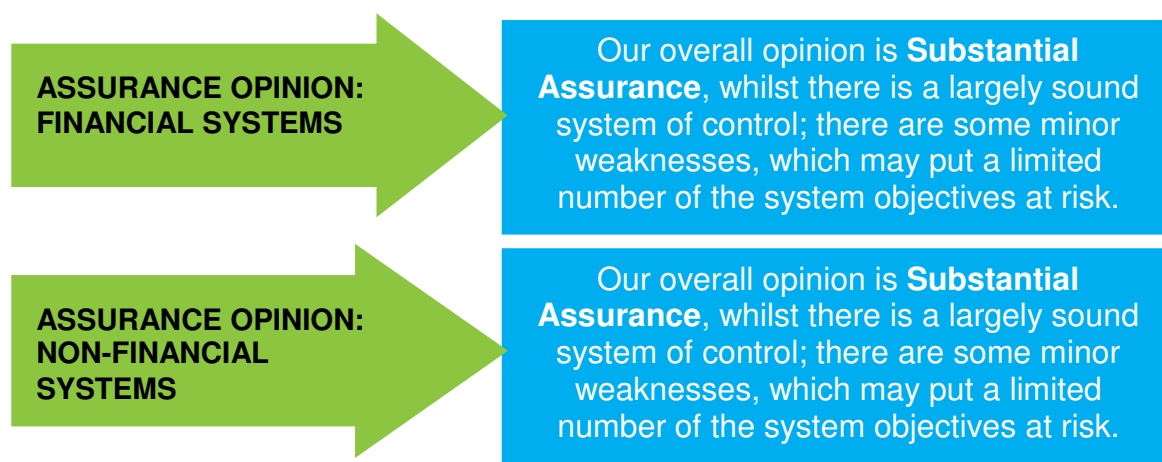 ASSURANCE OPINION:
FINANCIAL SYSTEMS
Our overall opinion is Substantial
Assurance, whilst there is a largely sound
system of control; there are some minor
weaknesses, which may put a limited
number of the system objectives at risk.
ASSURANCE OPINION:
NON-FINANCIAL
SYSTEMS
Our overall opinion is Substantial
Assurance, whilst there is a largely sound
system of control; there are some minor
weaknesses, which may put a limited
number of the system objectives at risk.